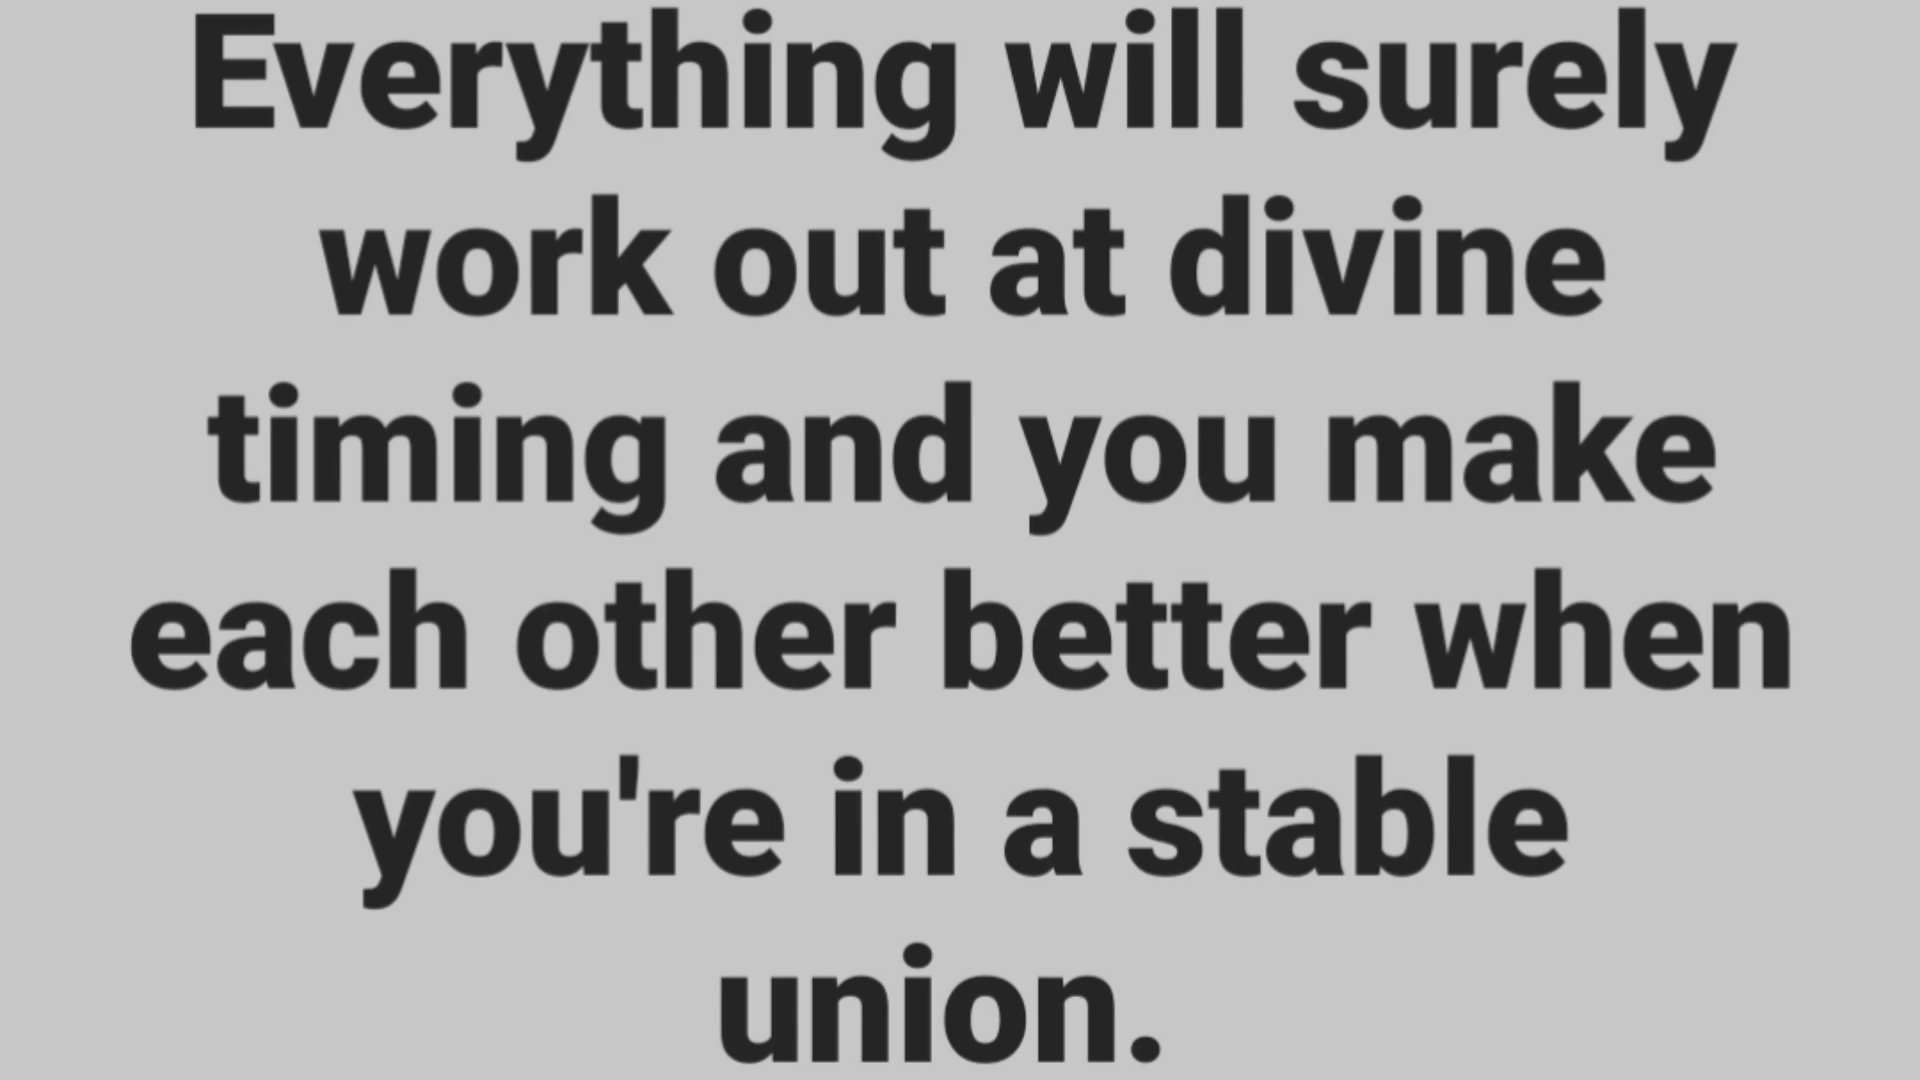 Everything will surely
work out at divine
timing and you make
each other better when
you're in a stable
union.